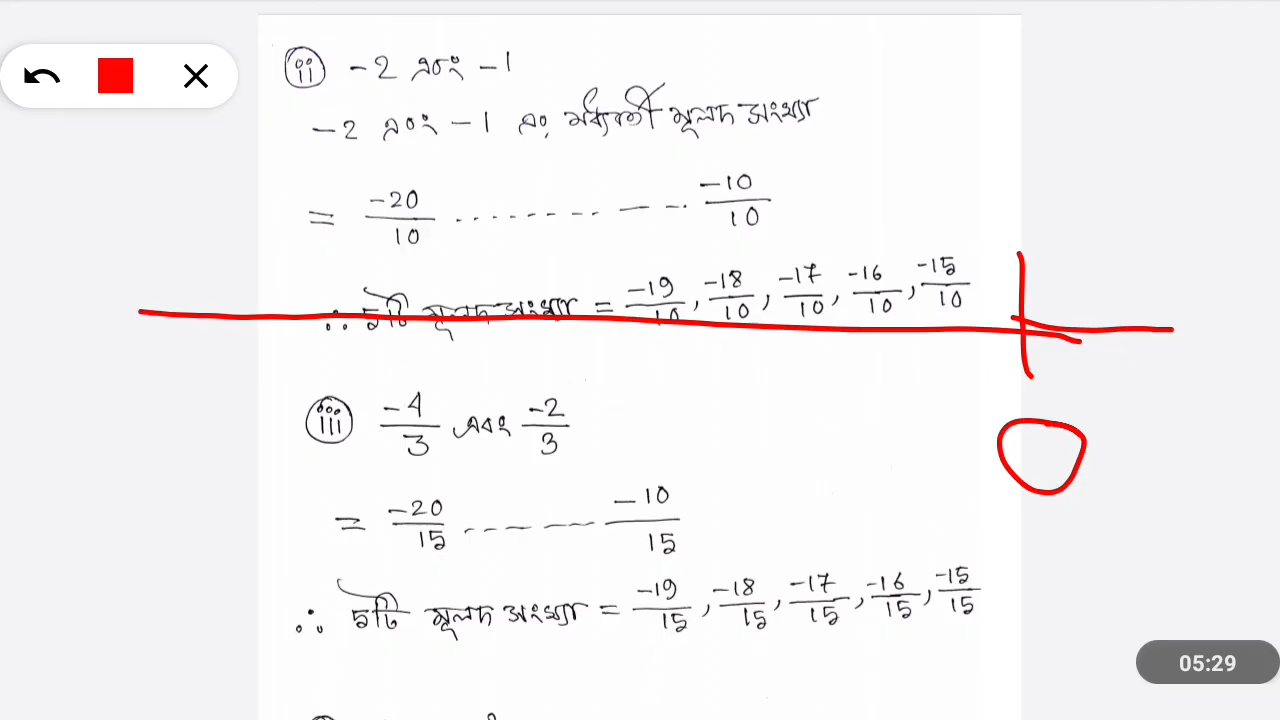 (ii) -2 এবং -1
-2 এবং -1 এর মধ্যবর্তী মূলদ সংখ্যা
= -20/10 ......... — - .. -10/10
∴ ৫টি মূলদ সংখ্যা = -19/10, -18/10, -17/10, -16/10, -15/10
(iii) -4/3 এবং -2/3
= -20/15 ------ -10/15
∴ ৫টি মূলদ সংখ্যা = -19/15, -18/15, -17/15, -16/15, -15/15
05:29